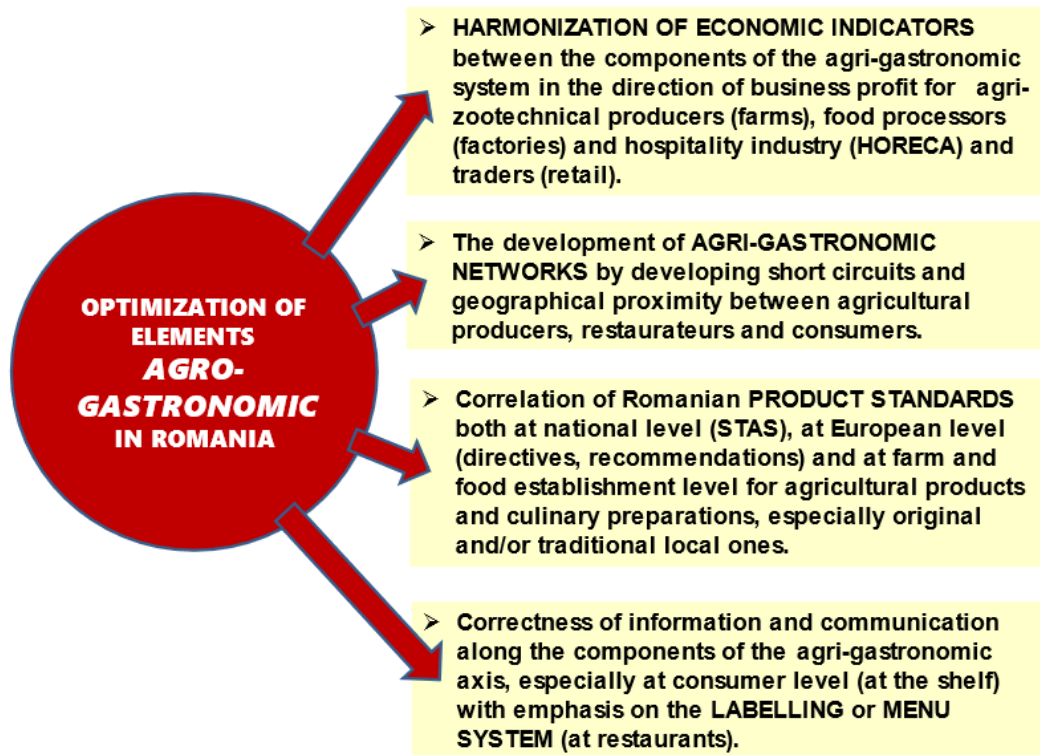 OPTIMIZATION OF
ELEMENTS
AGRO-
GASTRONOMIC
IN ROMANIA
➢ HARMONIZATION OF ECONOMIC INDICATORS
between the components of the agri-gastronomic
system in the direction of business profit for agri-
zootechnical producers (farms), food processors
(factories) and hospitality industry (HORECA) and
traders (retail).
➢ The development of AGRI-GASTRONOMIC
NETWORKS by developing short circuits and
geographical proximity between agricultural
producers, restaurateurs and consumers.
➢ Correlation of Romanian PRODUCT STANDARDS
both at national level (STAS), at European level
(directives, recommendations) and at farm and
food establishment level for agricultural products
and culinary preparations, especially original
and/or traditional local ones.
➢ Correctness of information and communication
along the components of the agri-gastronomic
axis, especially at consumer level (at the shelf)
with emphasis on the LABELLING or MENU
SYSTEM (at restaurants).